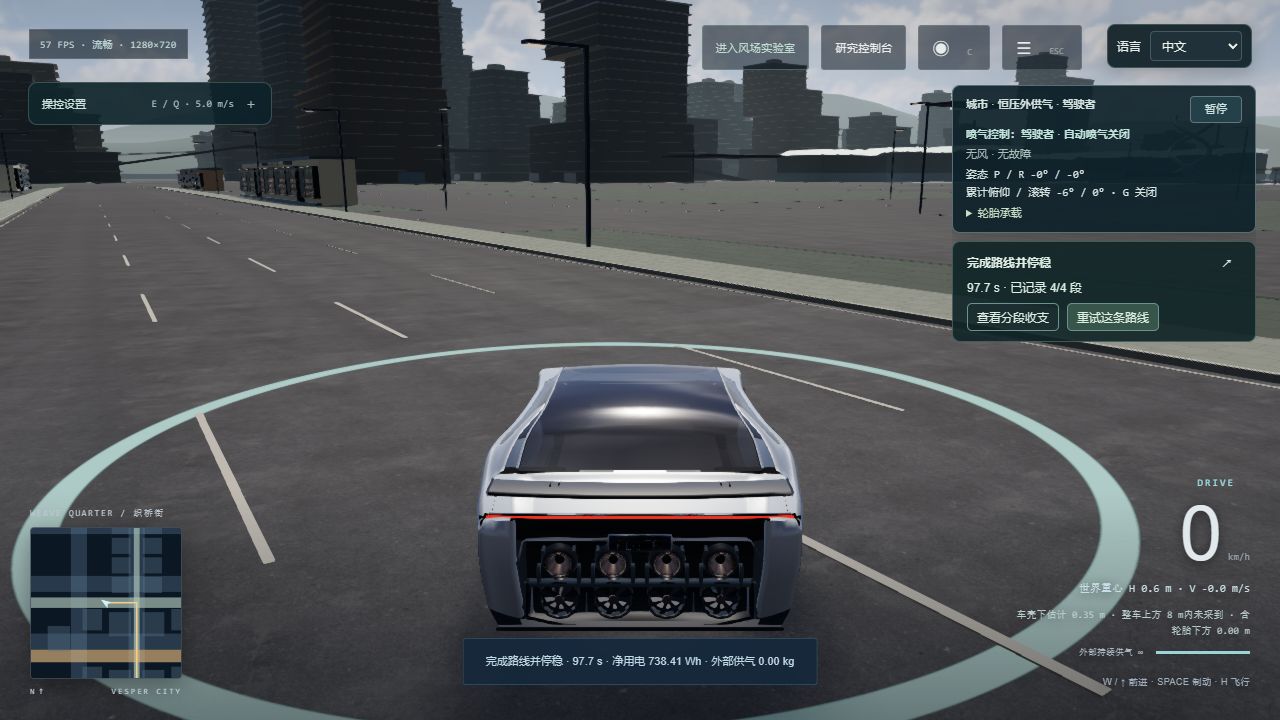 57 FPS · 流畅 · 1280×720
进入风场实验室
研究控制台
C
ESC
语言 中文
操控设置 E / Q · 5.0 m/s +
城市 · 恒压外供气 · 驾驶者
暂停
喷气控制：驾驶者 · 自动喷气关闭
无风 · 无故障
姿态 P / R -0° / -0°
累计俯仰 / 滚转 -6° / 0° · G 关闭
轮胎承载
完成路线并停稳
97.7 s · 已记录 4/4 段
查看分段收支
重试这条路线
QUARTER / 织桥街
N↑ VESPER CITY
完成路线并停稳 · 97.7 s · 净用电 738.41 Wh · 外部供气 0.00 kg
DRIVE
0 km/h
世界重心 H 0.6 m · V -0.0 m/s
车壳下估计 0.35 m · 整车上方 8 m内未采到 · 含
轮胎下方 0.00 m
外部持续供气 ∞
W / ↑ 前进 · SPACE 制动 · H 飞行